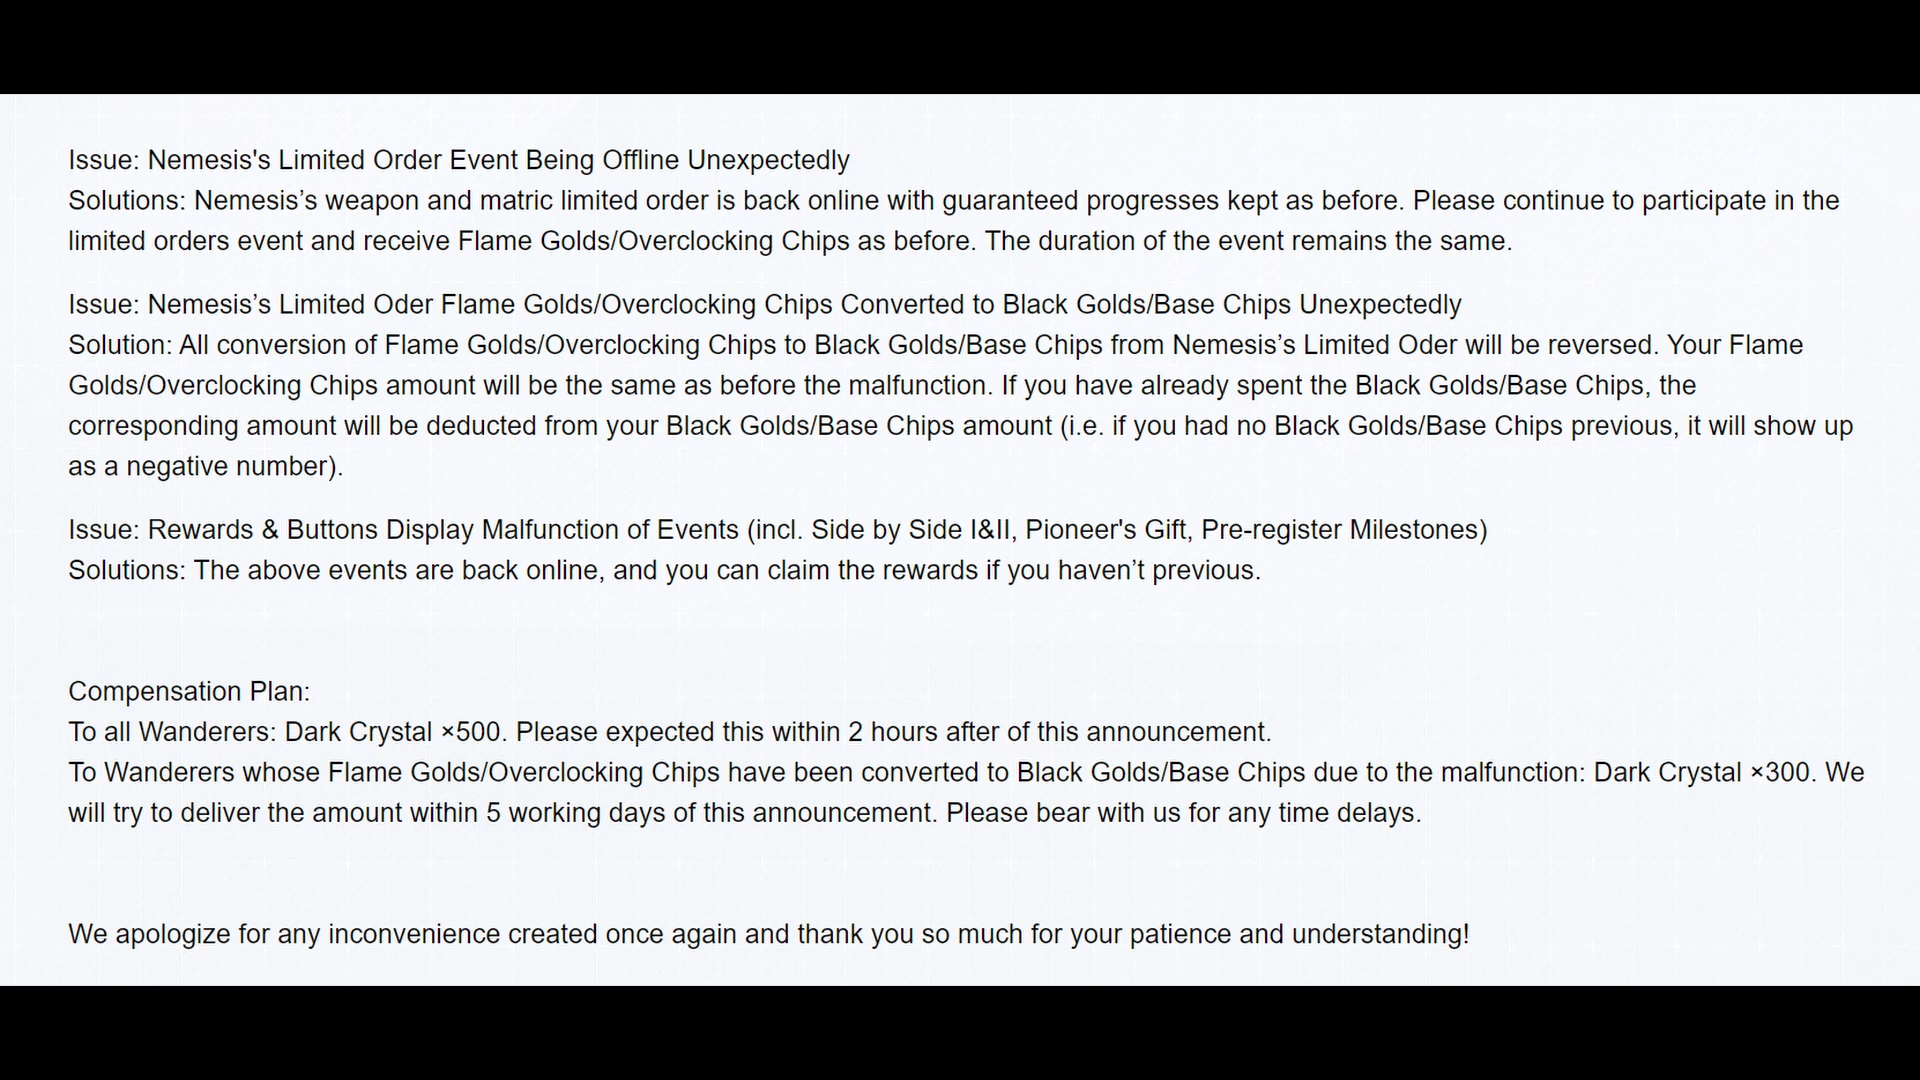 Issue: Nemesis's Limited Order Event Being Offline Unexpectedly
Solutions: Nemesis’s weapon and matric limited order is back online with guaranteed progresses kept as before. Please continue to participate in the
limited orders event and receive Flame Golds/Overclocking Chips as before. The duration of the event remains the same.
Issue: Nemesis’s Limited Oder Flame Golds/Overclocking Chips Converted to Black Golds/Base Chips Unexpectedly
Solution: All conversion of Flame Golds/Overclocking Chips to Black Golds/Base Chips from Nemesis’s Limited Oder will be reversed. Your Flame
Golds/Overclocking Chips amount will be the same as before the malfunction. If you have already spent the Black Golds/Base Chips, the
corresponding amount will be deducted from your Black Golds/Base Chips amount (i.e. if you had no Black Golds/Base Chips previous, it will show up
as a negative number).
Issue: Rewards & Buttons Display Malfunction of Events (incl. Side by Side I&II, Pioneer's Gift, Pre-register Milestones)
Solutions: The above events are back online, and you can claim the rewards if you haven’t previous.
Compensation Plan:
To all Wanderers: Dark Crystal ×500. Please expected this within 2 hours after of this announcement.
To Wanderers whose Flame Golds/Overclocking Chips have been converted to Black Golds/Base Chips due to the malfunction: Dark Crystal ×300. We
will try to deliver the amount within 5 working days of this announcement. Please bear with us for any time delays.
We apologize for any inconvenience created once again and thank you so much for your patience and understanding!